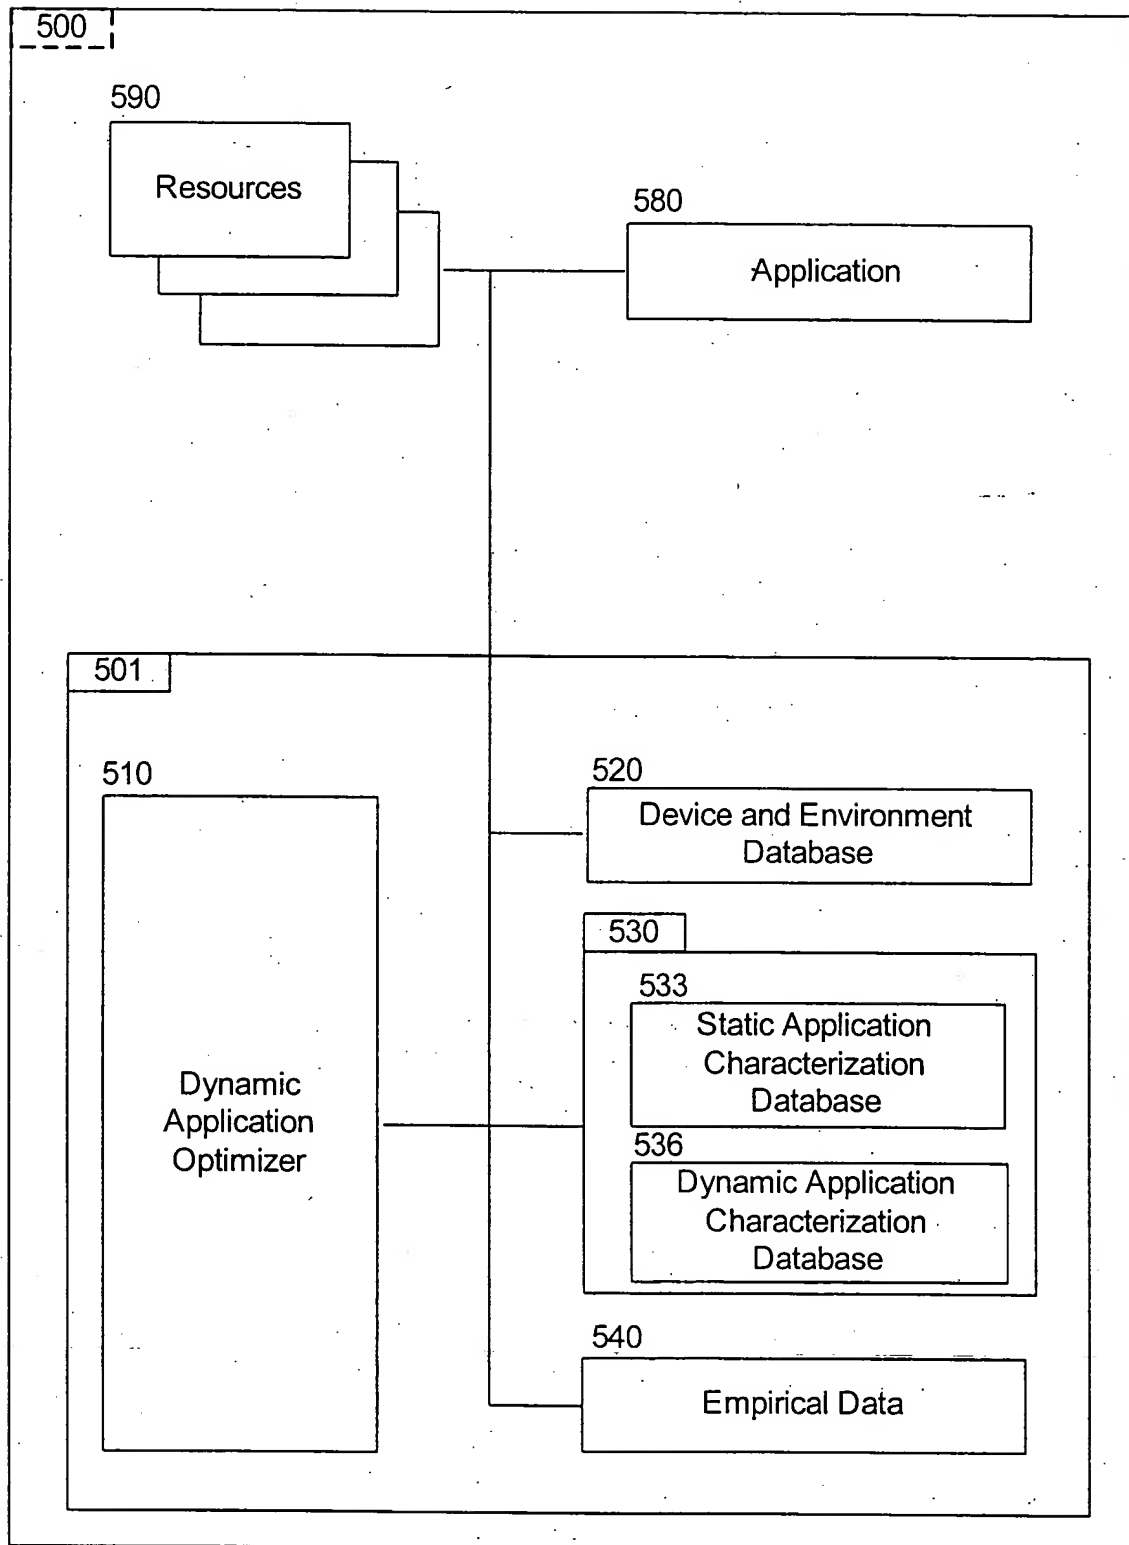 500
590
Resources
580
Application
501
510
Dynamic
Application
Optimizer
520
Device and Environment
Database
530
533
Static Application
Characterization
Database
536
Dynamic Application
Characterization
Database
540
Empirical Data